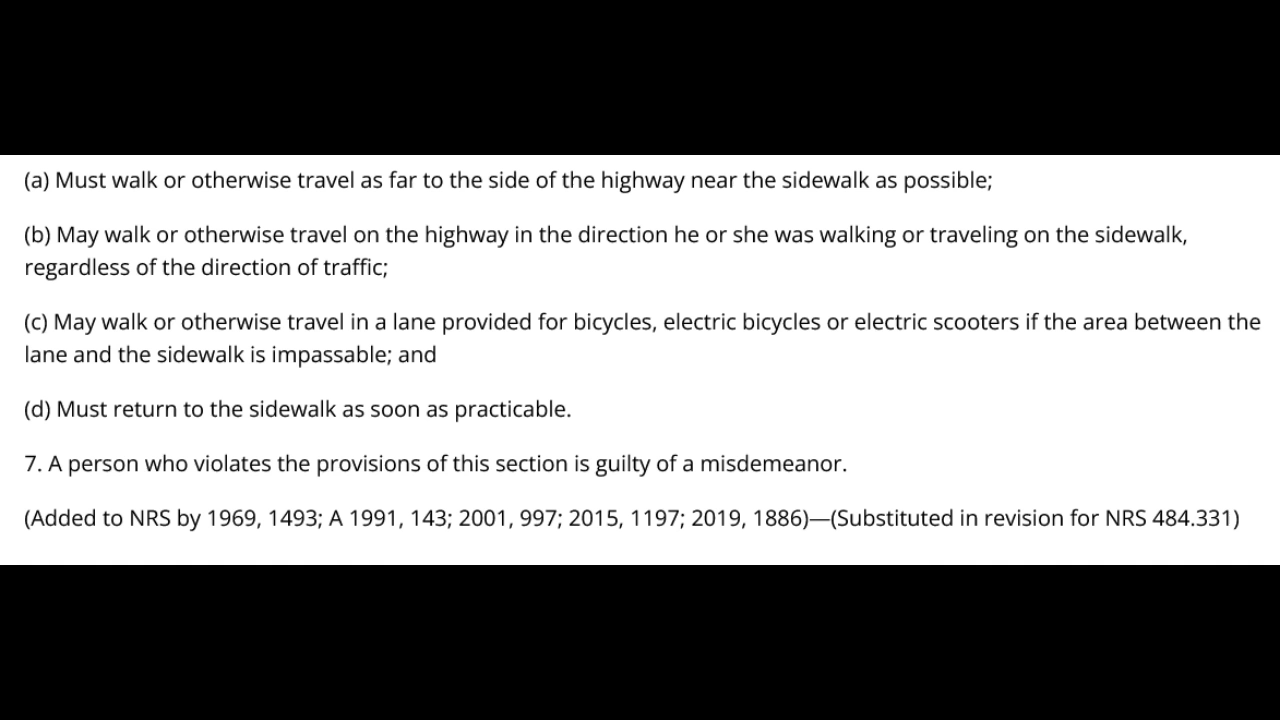 (a) Must walk or otherwise travel as far to the side of the highway near the sidewalk as possible;
(b) May walk or otherwise travel on the highway in the direction he or she was walking or traveling on the sidewalk,
regardless of the direction of traffic;
(c) May walk or otherwise travel in a lane provided for bicycles, electric bicycles or electric scooters if the area between the
lane and the sidewalk is impassable; and
(d) Must return to the sidewalk as soon as practicable.
7. A person who violates the provisions of this section is guilty of a misdemeanor.
(Added to NRS by 1969, 1493; A 1991, 143; 2001, 997; 2015, 1197; 2019, 1886)—(Substituted in revision for NRS 484.331)